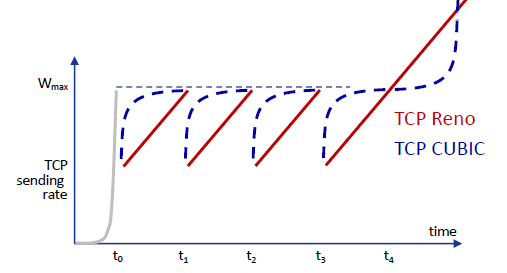 Wmax
TCP Reno
TCP CUBIC
TCP
sending
rate
time
t0
t1
t2
t3
t4